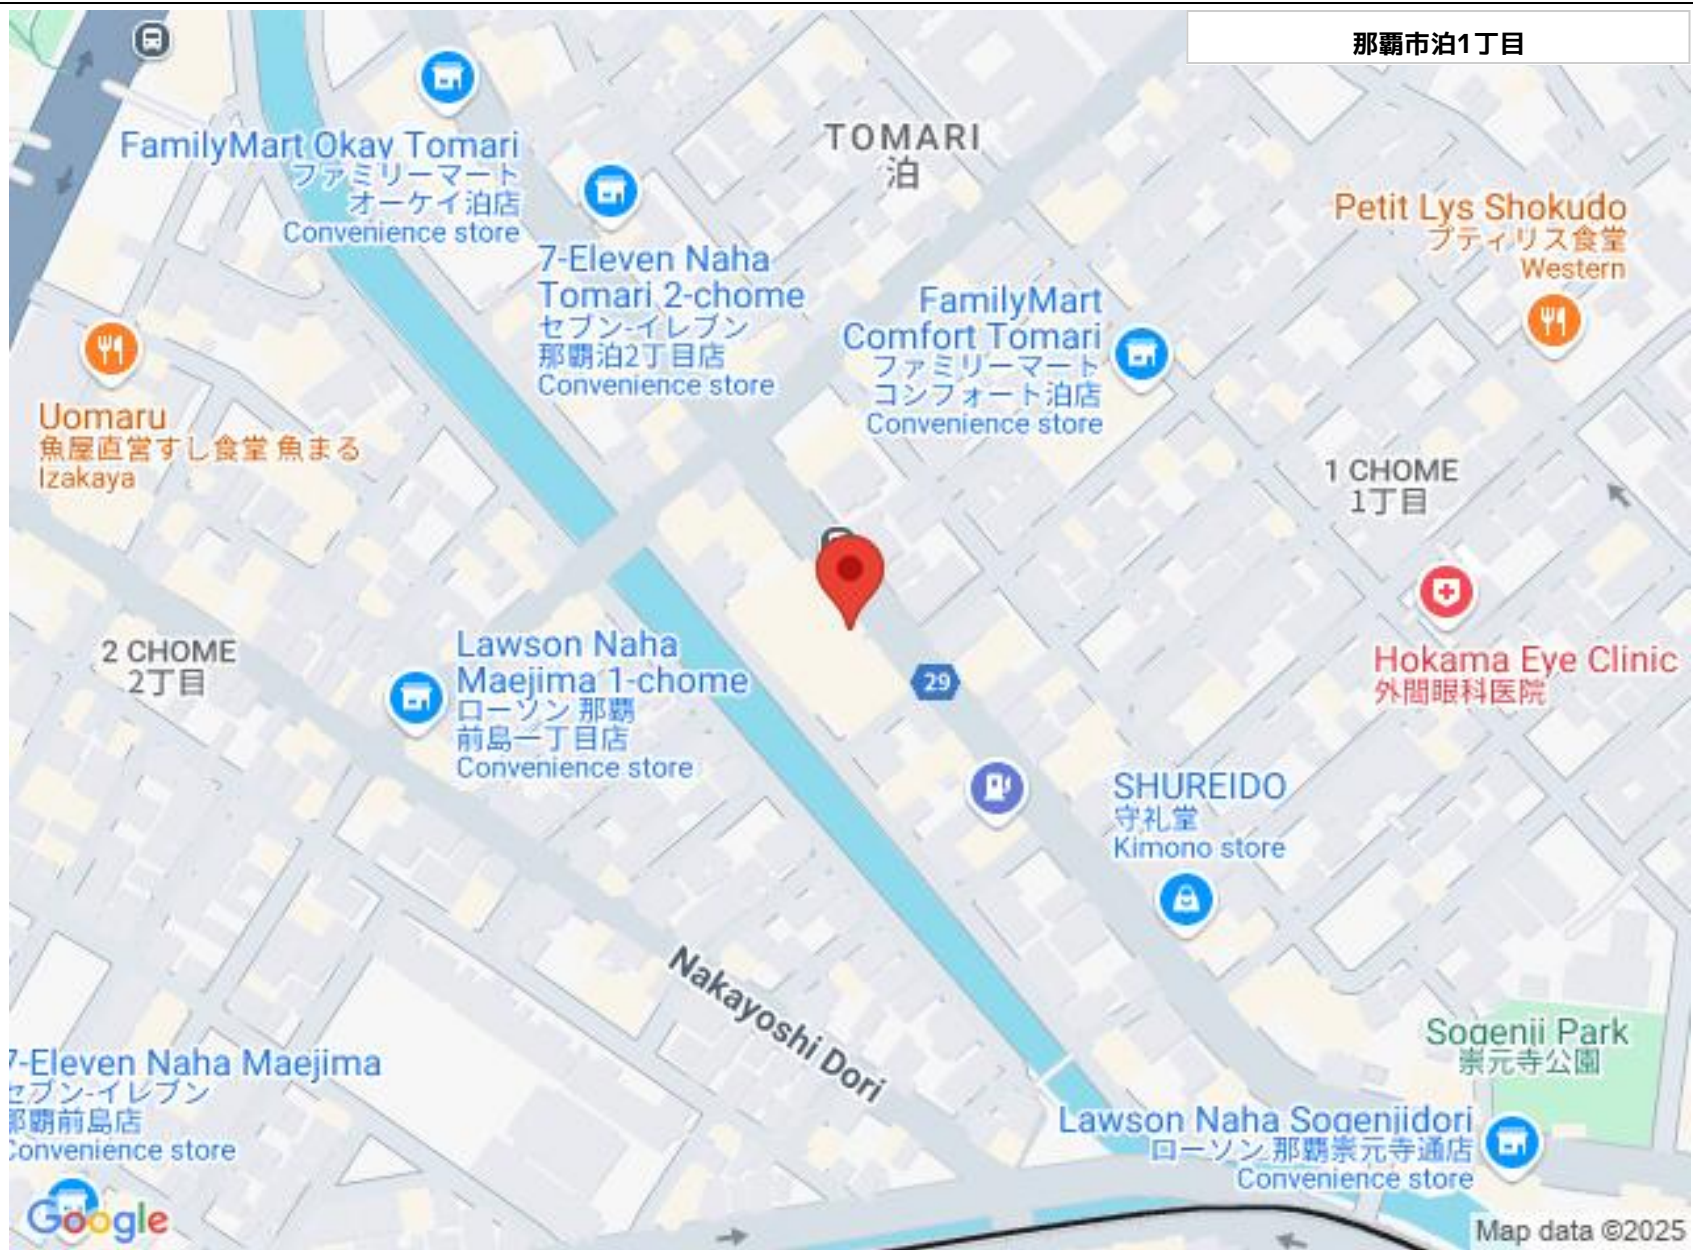 那覇市泊1丁目
FamilyMart Okay Tomari
ファミリーマート
オーケイ泊店
Convenience store
TOMARI
泊
7-Eleven Naha
Tomari 2-chome
セブン-イレブン
那覇泊2丁目店
Convenience store
Petit Lys Shokudo
プティリス食堂
Western
FamilyMart
Comfort Tomari
ファミリーマート
コンフォート泊店
Convenience store
Uomaru
魚屋直営すし食堂 魚まる
Izakaya
1 CHOME
1丁目
Hokama Eye Clinic
外間眼科医院
2 CHOME
2丁目
Lawson Naha
Maejima 1-chome
ローソン 那覇
前島一丁目店
Convenience store
29
SHUREIDO
守礼堂
Kimono store
Nakayoshi Dori
Sogenji Park
崇元寺公園
7-Eleven Naha Maejima
セブン-イレブン
那覇前島店
Convenience store
Lawson Naha Sogenjidori
ローソン 那覇崇元寺通店
Convenience store
Google
Map data ©2025